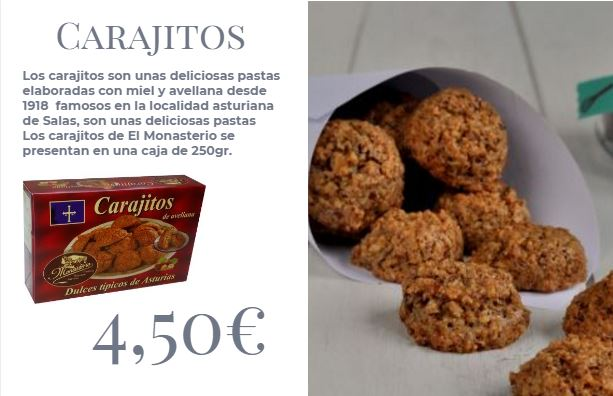 Carajitos
Los carajitos son unas deliciosas pastas
elaboradas con miel y avellana desde
1918 famosos en la localidad asturiana
de Salas, son unas deliciosas pastas
Los carajitos de El Monasterio se
presentan en una caja de 250gr.
Carajitos
de avellana
Monasterio
Dulces típicos de Asturias
4,50€